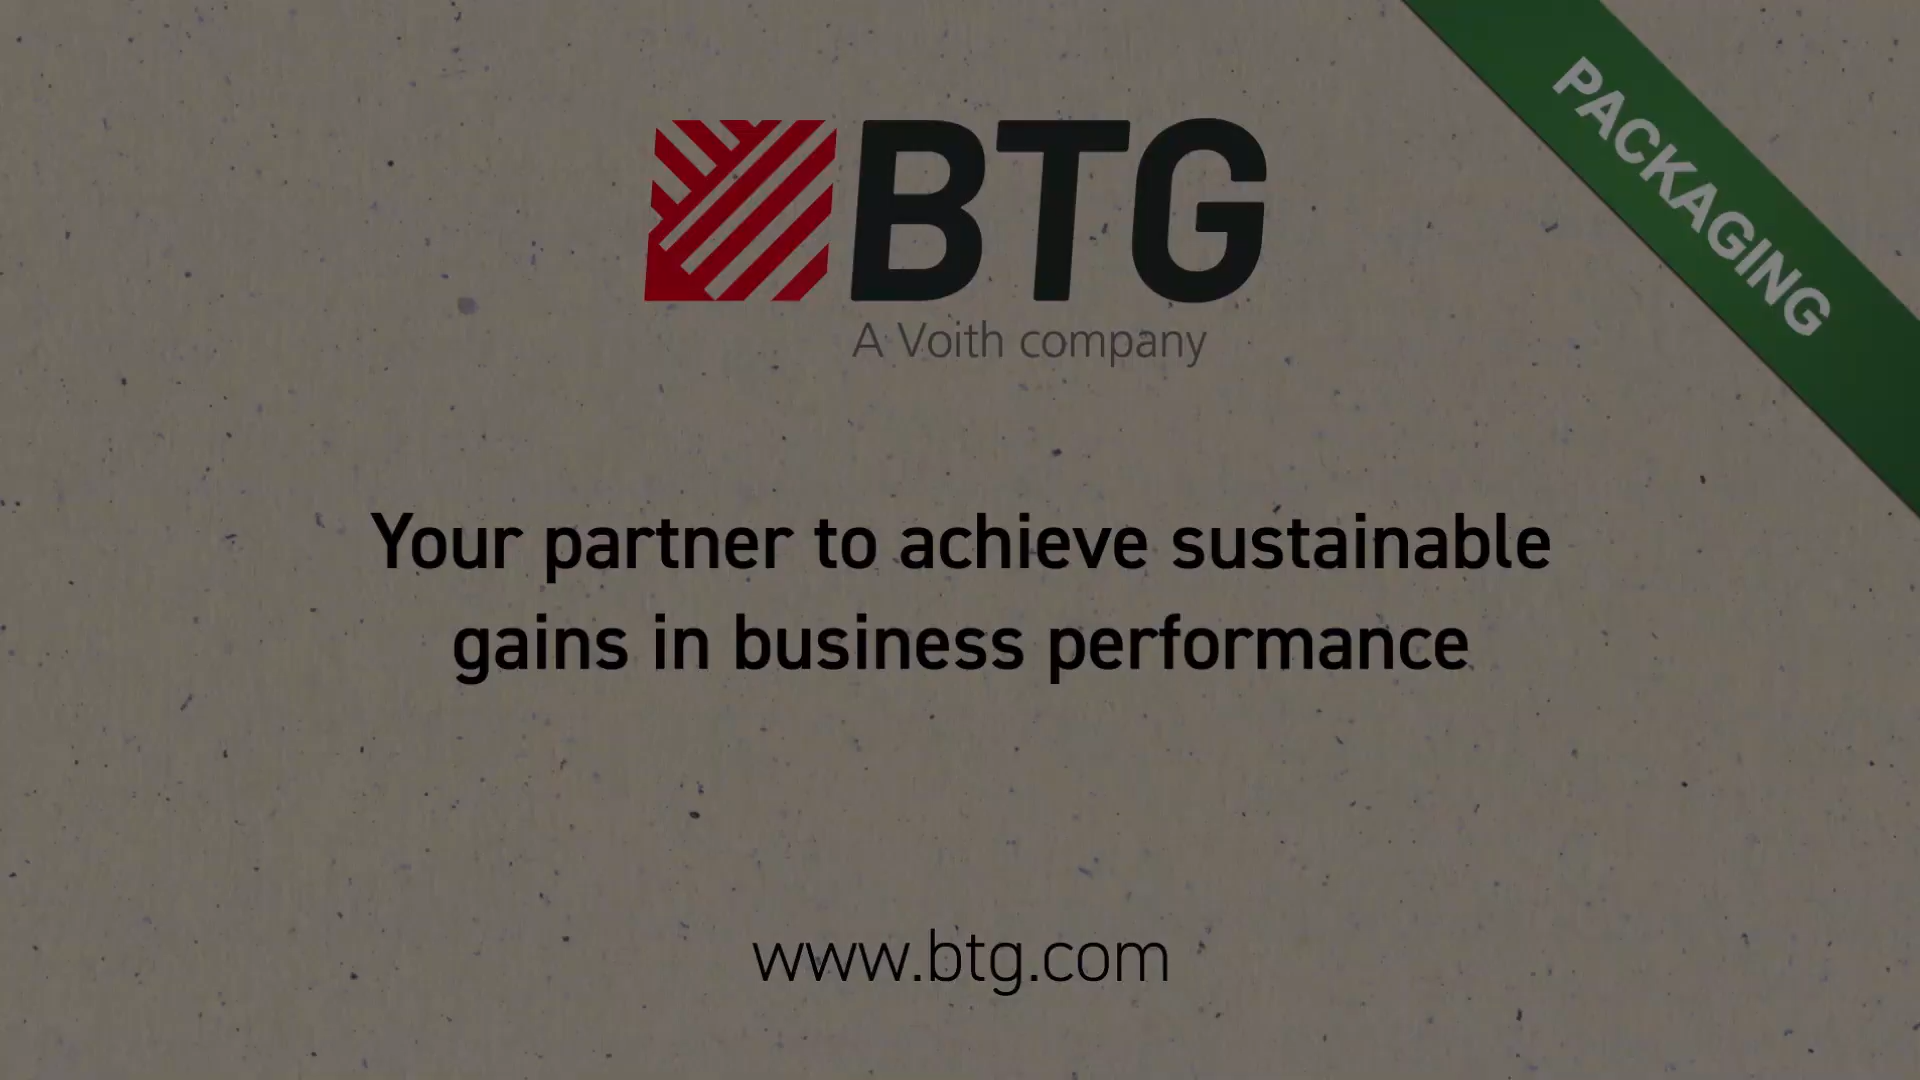 BTG
A Voith company
PACKAGING
Your partner to achieve sustainable
gains in business performance
www.btg.com